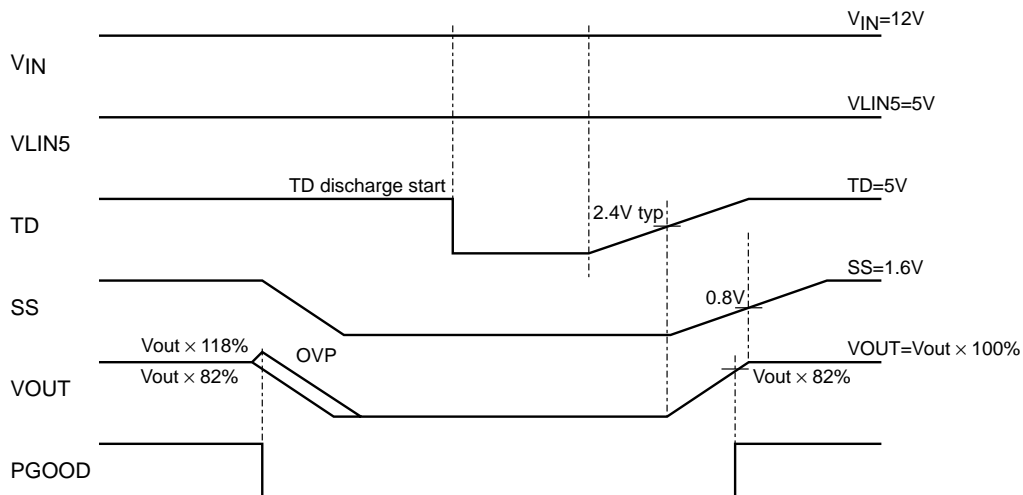 VIN=12V
VIN
VLIN5=5V
VLIN5
TD discharge start
TD=5V
2.4V typ
TD
SS=1.6V
SS
0.8V
Vout × 118%
OVP
VOUT=Vout × 100%
VOUT
Vout × 82%
Vout × 82%
PGOOD